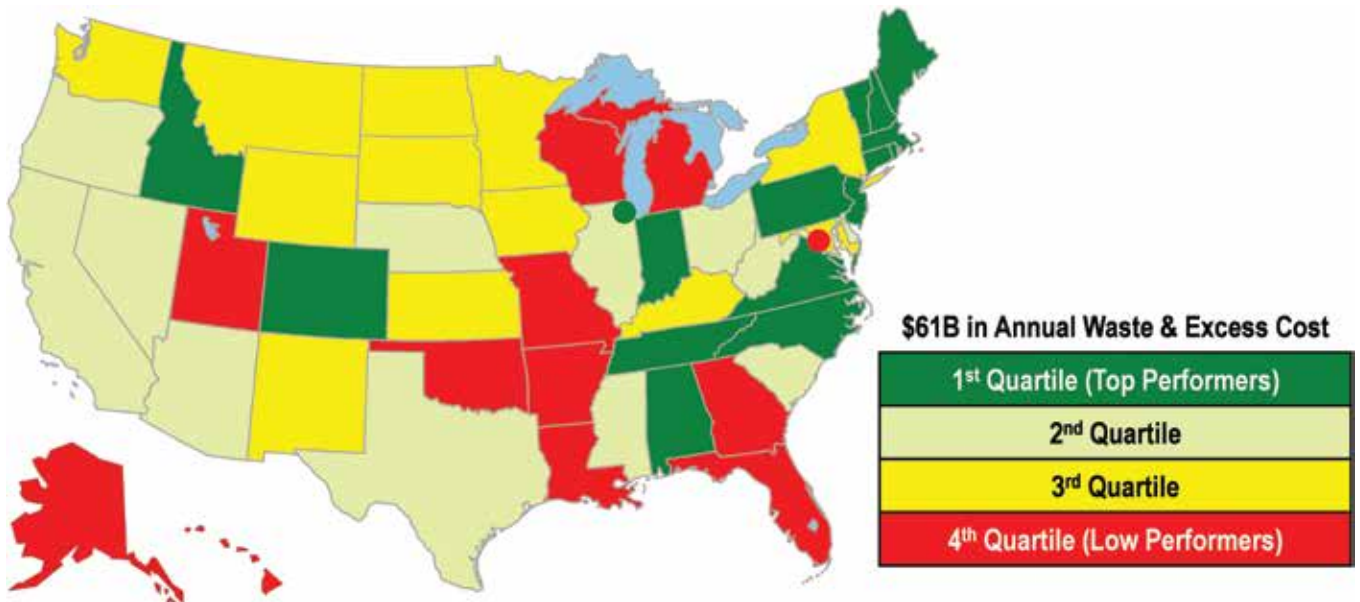 $61B in Annual Waste & Excess Cost
1st Quartile (Top Performers)
2nd Quartile
3rd Quartile
4th Quartile (Low Performers)